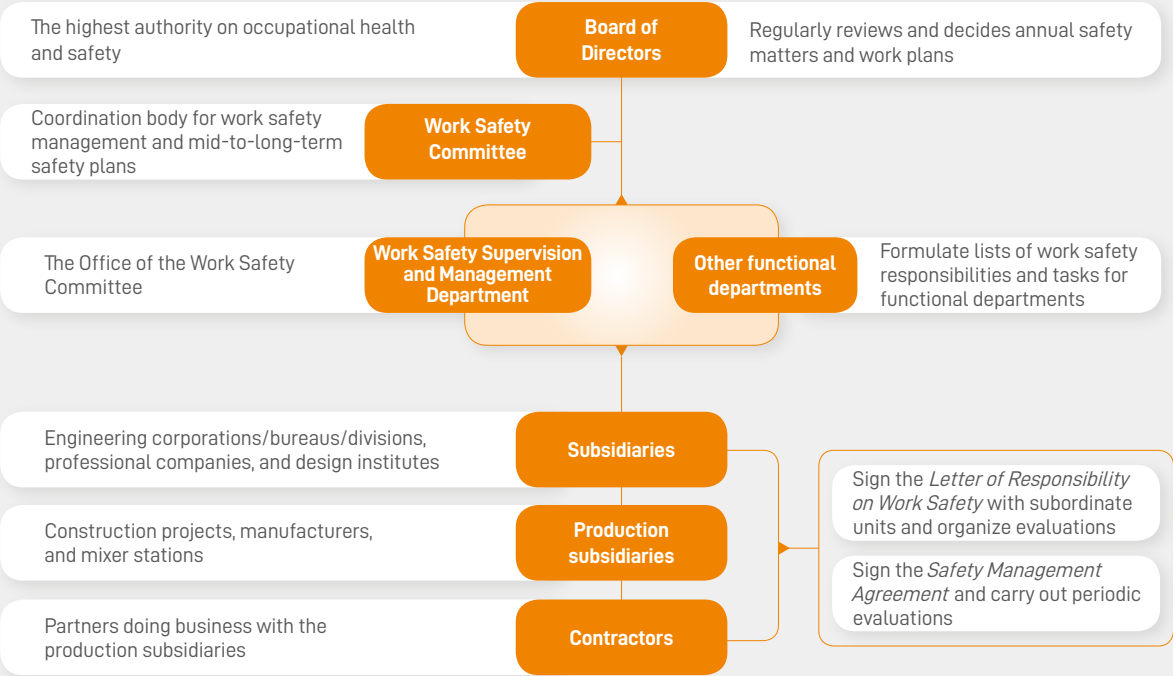 The highest authority on occupational health
and safety
Board of
Directors
Regularly reviews and decides annual safety
matters and work plans
Coordination body for work safety
management and mid-to-long-term
safety plans
Work Safety
Committee
The Office of the Work Safety
Committee
Work Safety Supervision
and Management
Department
Other functional
departments
Formulate lists of work safety
responsibilities and tasks for
functional departments
Engineering corporations/bureaus/divisions,
professional companies, and design institutes
Subsidiaries
Construction projects, manufacturers,
and mixer stations
Production
subsidiaries
Partners doing business with the
production subsidiaries
Contractors
Sign the Letter of Responsibility
on Work Safety with subordinate
units and organize evaluations
Sign the Safety Management
Agreement and carry out periodic
evaluations